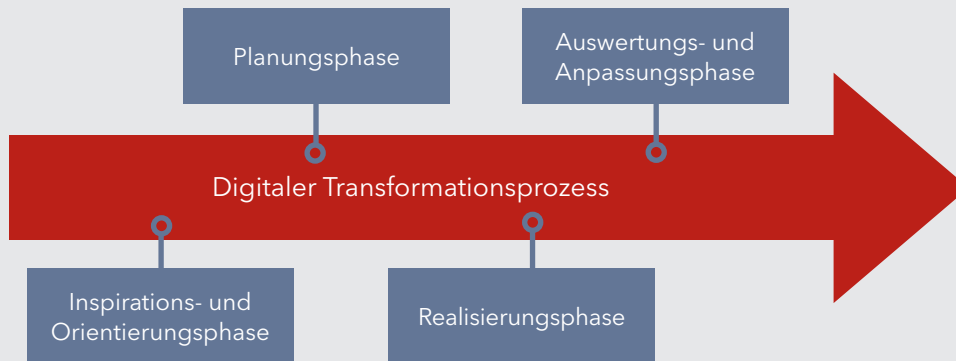 Planungsphase
Auswertungs- und
Anpassungsphase
Digitaler Transformationsprozess
Inspirations- und
Orientierungsphase
Realisierungsphase